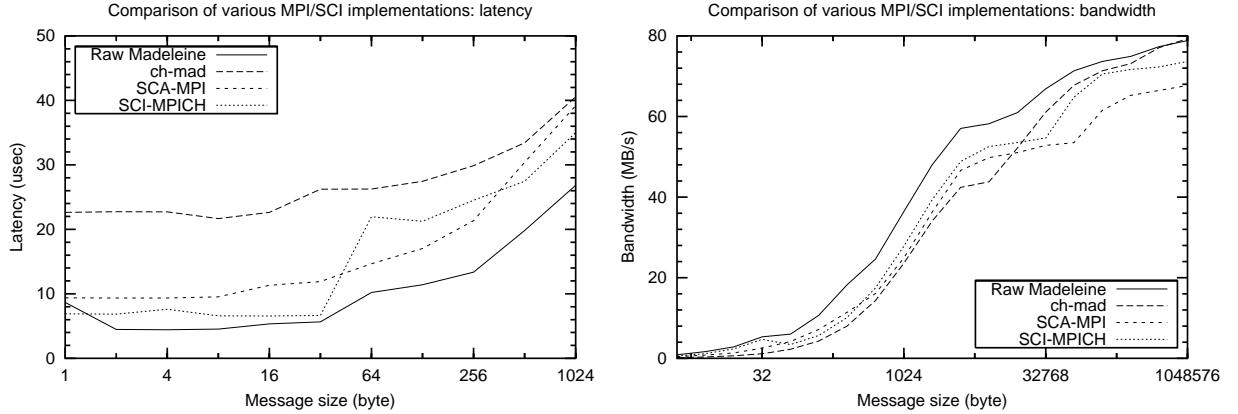 Comparison of various MPI/SCI implementations: latency
50
40
30
20
10
0
Latency (usec)
Raw Madeleine
ch-mad
SCA-MPI
SCI-MPICH
1 4 16 64 256 1024
Message size (byte)
Comparison of various MPI/SCI implementations: bandwidth
80
60
40
20
0
Bandwidth (MB/s)
Raw Madeleine
ch-mad
SCA-MPI
SCI-MPICH
32 1024 32768 1048576
Message size (byte)